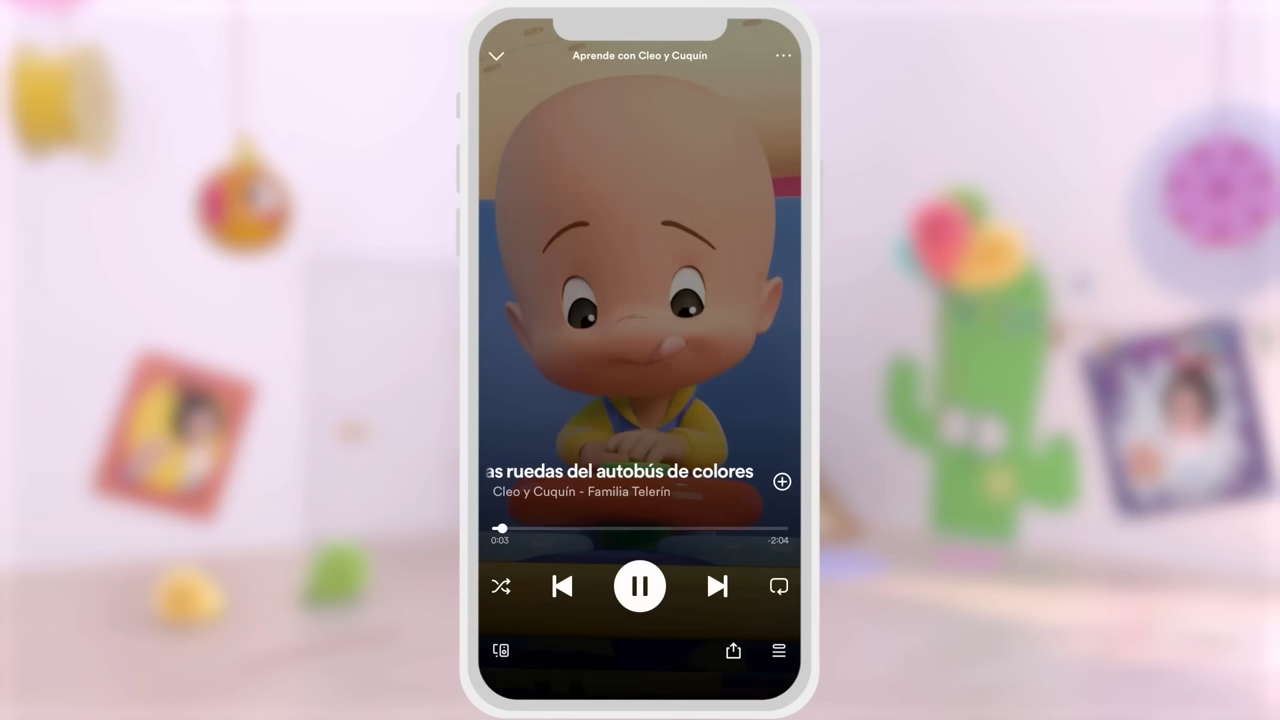 Aprende con Cleo y Cuquín
as ruedas del autobús de colores
Cleo y Cuquín - Familia Telerín
0:03
-2:04